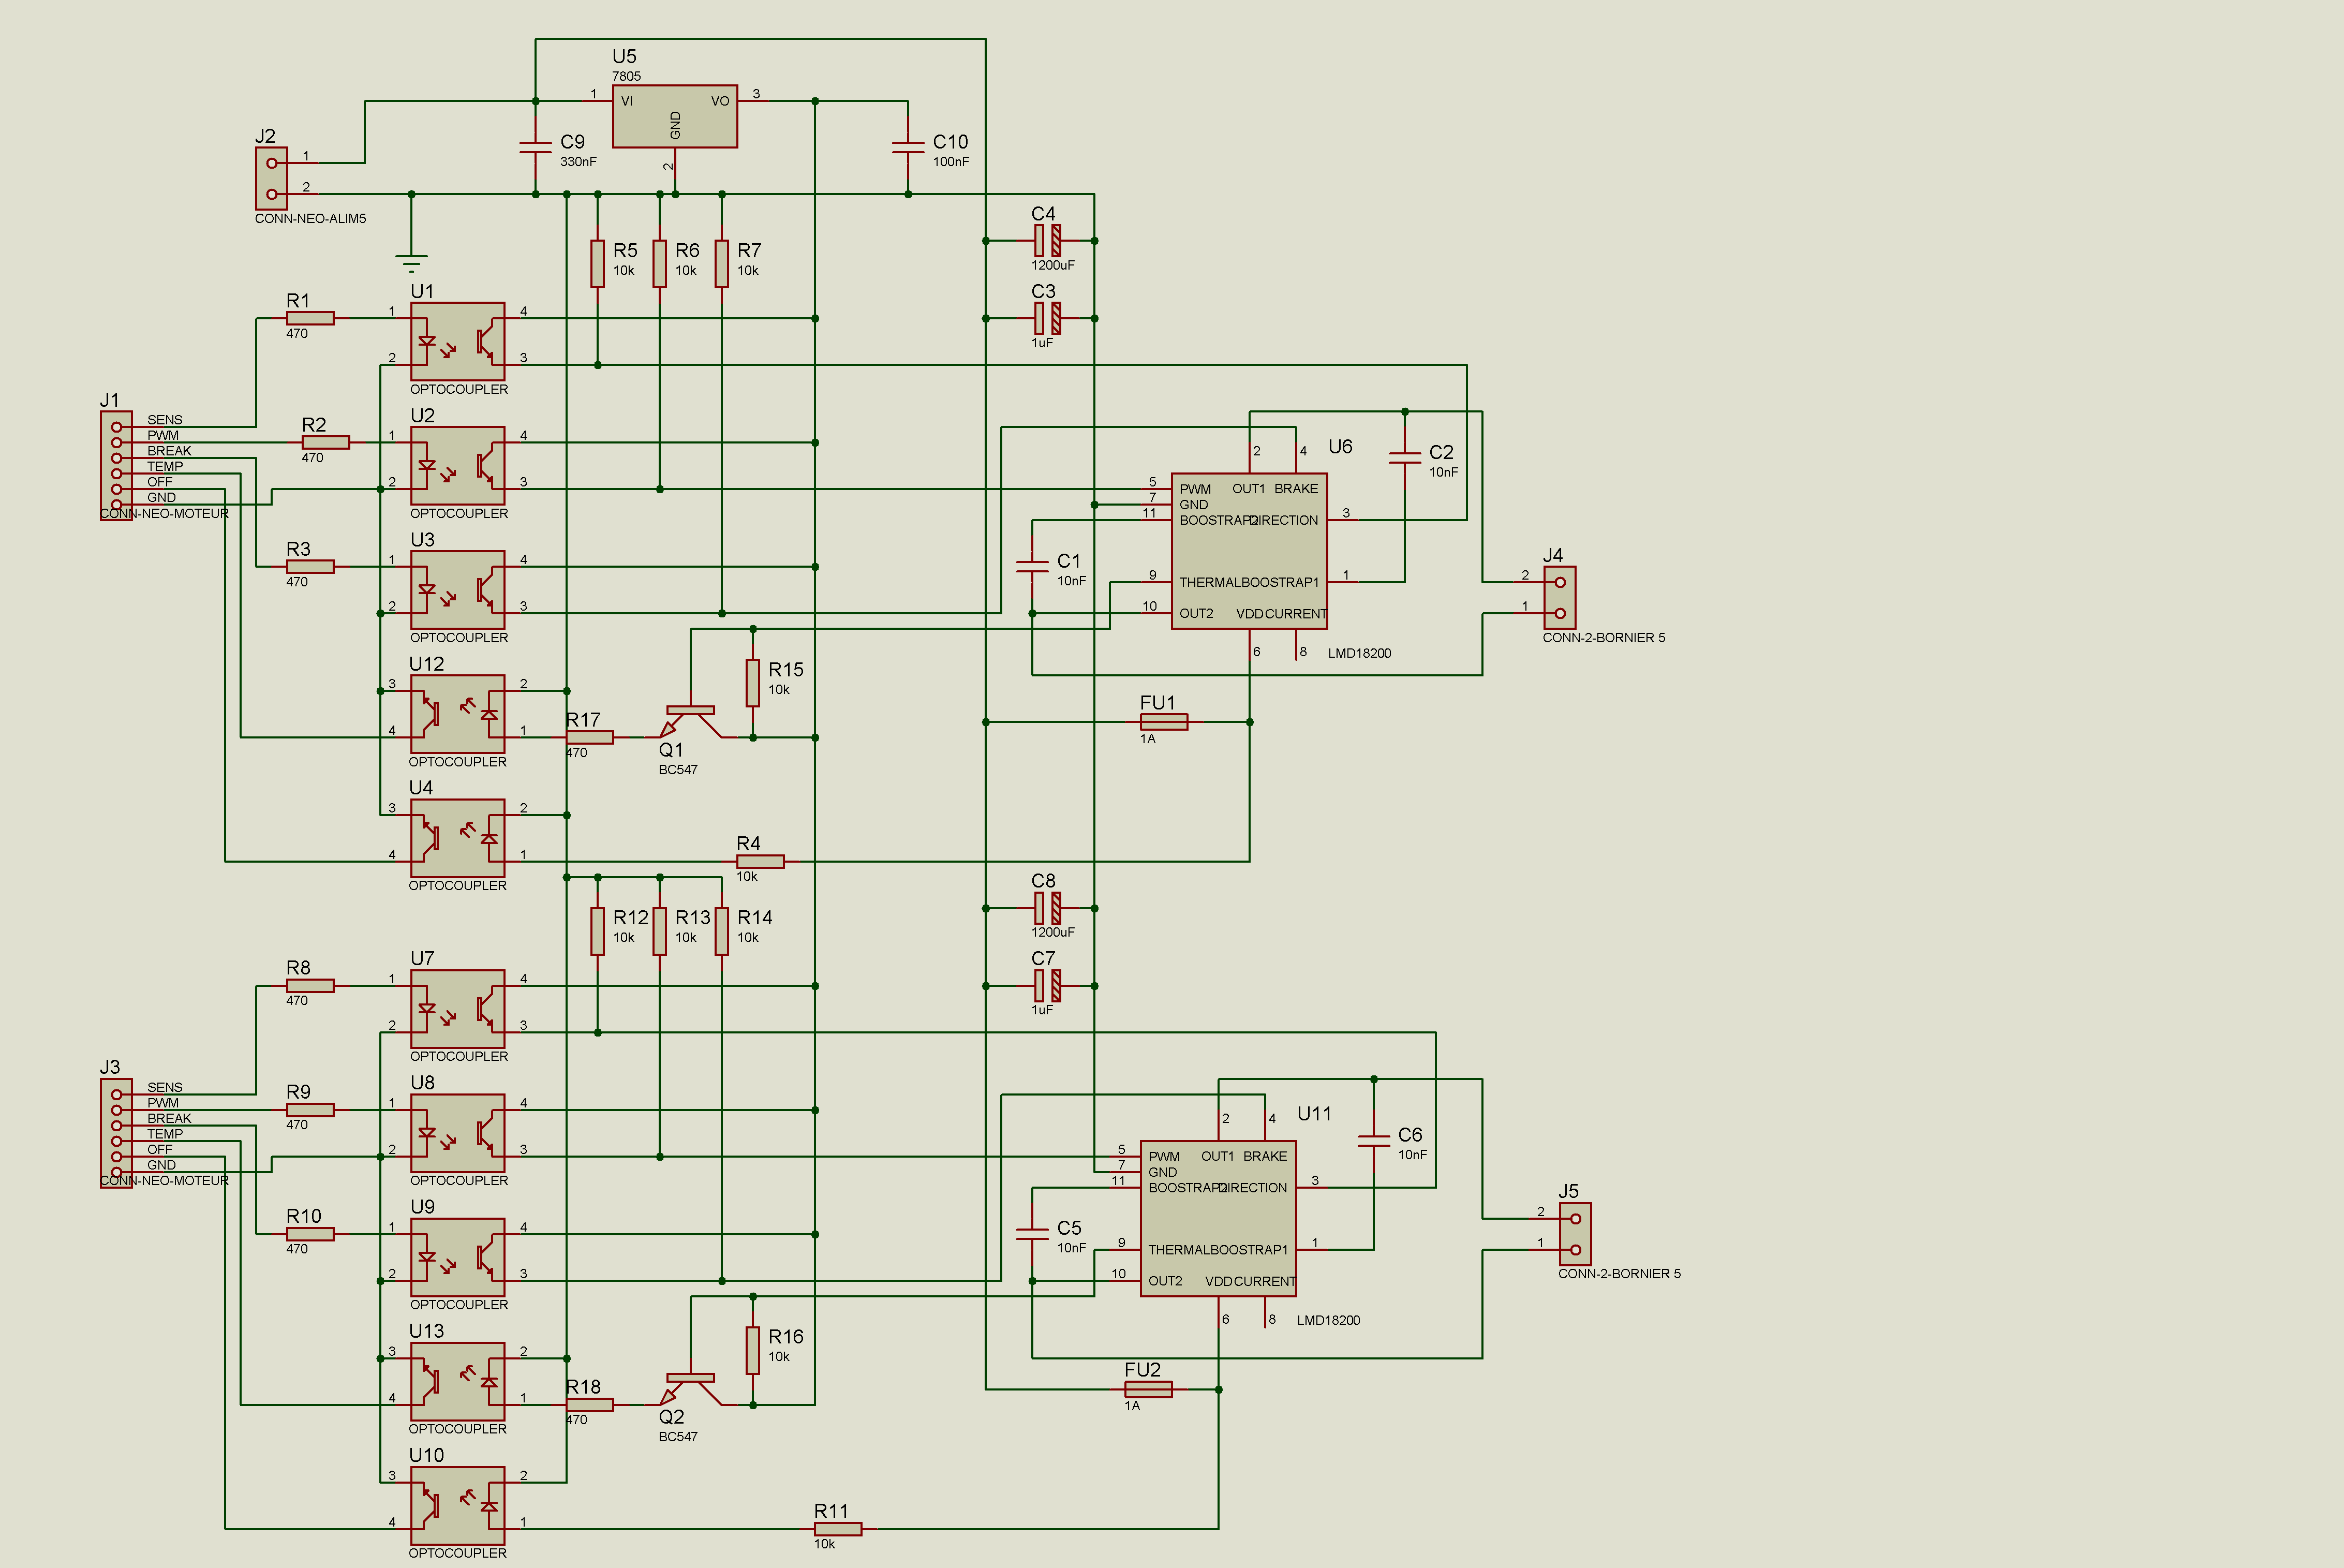 U5
7805
1
VI
VO
3
GND
2
J2
1
2
CONN-NEO-ALIM5
C9
330nF
C10
100nF
C4
1200uF
C3
1uF
R5
10k
R6
10k
R7
10k
R1
470
U1
1
2
4
3
OPTOCOUPLER
J1
SENS
PWM
BREAK
TEMP
OFF
GND
CONN-NEO-MOTEUR
R2
470
U2
1
2
4
3
OPTOCOUPLER
R3
470
U3
1
2
4
3
OPTOCOUPLER
U12
3
4
2
1
OPTOCOUPLER
R17
470
Q1
BC547
R15
10k
U4
3
4
2
1
OPTOCOUPLER
R4
10k
U6
2
4
5
7
11
9
10
PWM
OUT1
BRAKE
GND
BOOSTRAP2
DIRECTION
3
THERMAL
BOOSTRAP1
1
OUT2
VDD
CURRENT
6
8
LMD18200
C2
10nF
C1
10nF
FU1
1A
J4
2
1
CONN-2-BORNIER 5
R12
10k
R13
10k
R14
10k
C8
1200uF
C7
1uF
R8
470
U7
1
2
4
3
OPTOCOUPLER
J3
SENS
PWM
BREAK
TEMP
OFF
GND
CONN-NEO-MOTEUR
R9
470
U8
1
2
4
3
OPTOCOUPLER
R10
470
U9
1
2
4
3
OPTOCOUPLER
U13
3
4
2
1
OPTOCOUPLER
R18
470
Q2
BC547
R16
10k
U10
3
4
2
1
OPTOCOUPLER
R11
10k
U11
2
4
5
7
11
9
10
PWM
OUT1
BRAKE
GND
BOOSTRAP2
DIRECTION
3
THERMAL
BOOSTRAP1
1
OUT2
VDD
CURRENT
6
8
LMD18200
C6
10nF
C5
10nF
FU2
1A
J5
2
1
CONN-2-BORNIER 5